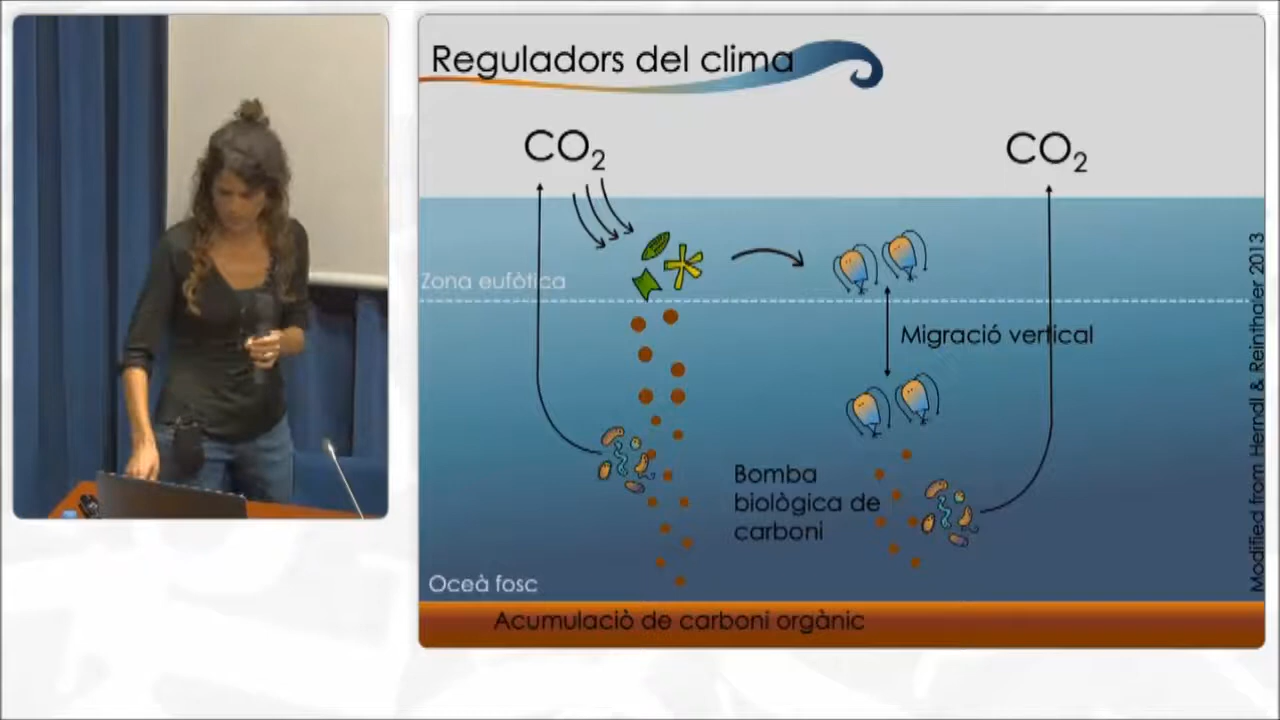 Reguladors del clima
CO₂
CO₂
Zona eufòtica
Migració vertical
Bomba
biològica de
carboni
Oceà fosc
Acumulaciò de carboni orgànic
Modified from Herndl & Reinthaler 2013